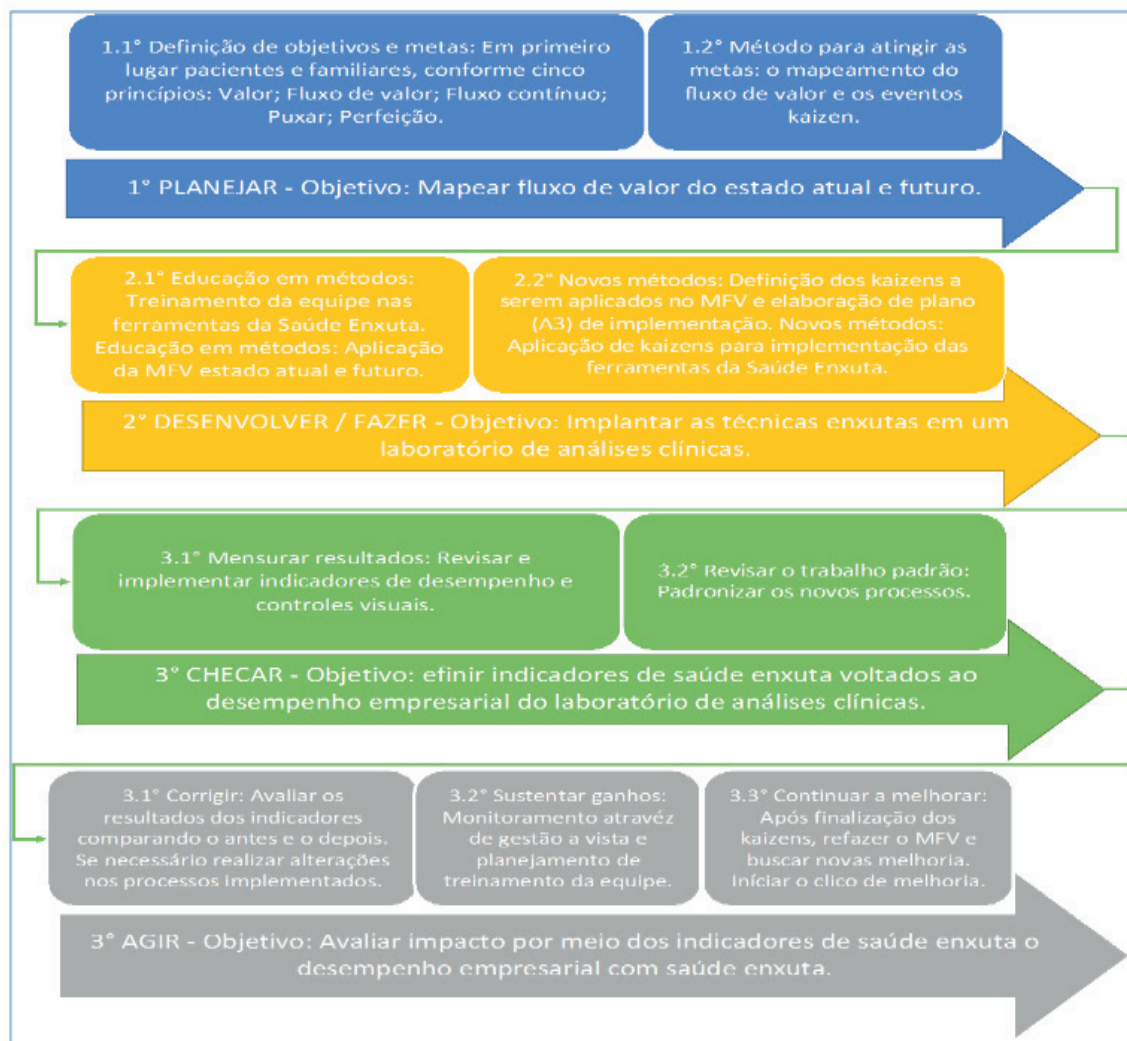 1.1° Definição de objetivos e metas: Em primeiro
lugar pacientes e familiares, conforme cinco
princípios: Valor; Fluxo de valor; Fluxo contínuo;
Puxar; Perfeição.
1.2° Método para atingir as
metas: o mapeamento do
fluxo de valor e os eventos
kaizen.
1° PLANEJAR - Objetivo: Mapear fluxo de valor do estado atual e futuro.
2.1° Educação em métodos:
Treinamento da equipe nas
ferramentas da Saúde Enxuta.
Educação em métodos: Aplicação
da MFV estado atual e futuro.
2.2° Novos métodos: Definição dos kaizens a
serem aplicados no MFV e elaboração de plano
(A3) de implementação. Novos métodos:
Aplicação de kaizens para implementação das
ferramentas da Saúde Enxuta.
2° DESENVOLVER / FAZER - Objetivo: Implantar as técnicas enxutas em um
laboratório de análises clínicas.
3.1° Mensurar resultados: Revisar e
implementar indicadores de desempenho e
controles visuais.
3.2° Revisar o trabalho padrão:
Padronizar os novos processos.
3° CHECAR - Objetivo: efinir indicadores de saúde enxuta voltados ao
desempenho empresarial do laboratório de análises clínicas.
3.1° Corrigir: Avaliar os
resultados dos indicadores
comparando o antes e o depois.
Se necessário realizar alterações
nos processos implementados.
3.2° Sustentar ganhos:
Monitoramento atravéz
de gestão a vista e
planejamento de
treinamento da equipe.
3.3° Continuar a melhorar:
Após finalização dos
kaizens, refazer o MFV e
buscar novas melhoria.
Iníciar o clico de melhoria.
3° AGIR - Objetivo: Avaliar impacto por meio dos indicadores de saúde enxuta o
desempenho empresarial com saúde enxuta.